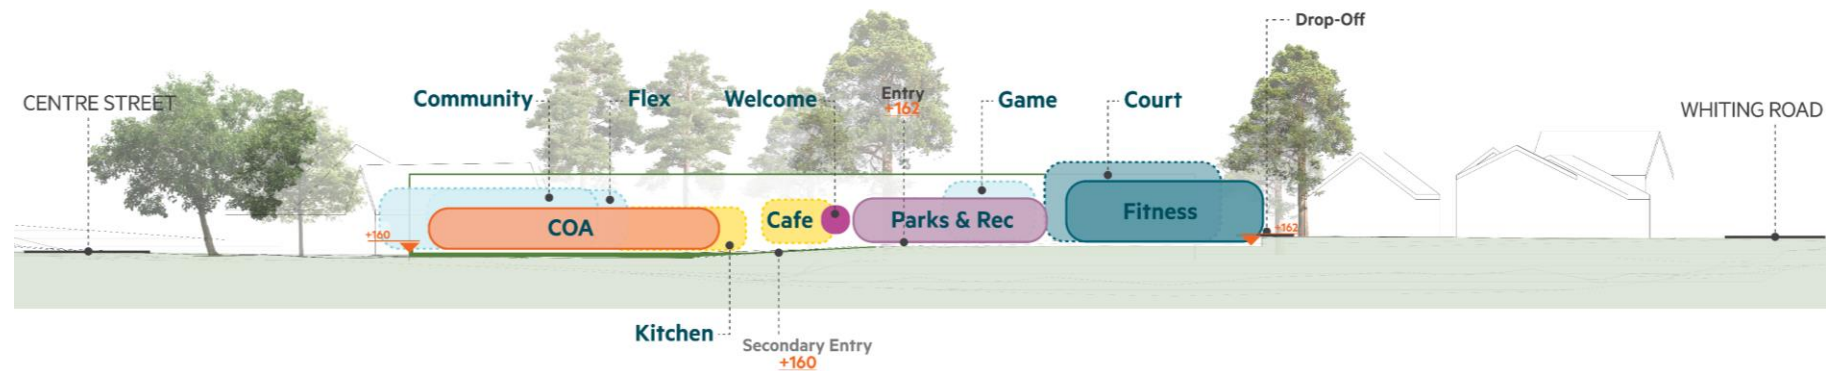 Drop-Off
CENTRE STREET
Community
Flex
Welcome
Entry
+162
Game
Court
WHITING ROAD
COA
Cafe
Parks & Rec
Fitness
+160
+162
Kitchen
Secondary Entry
+160